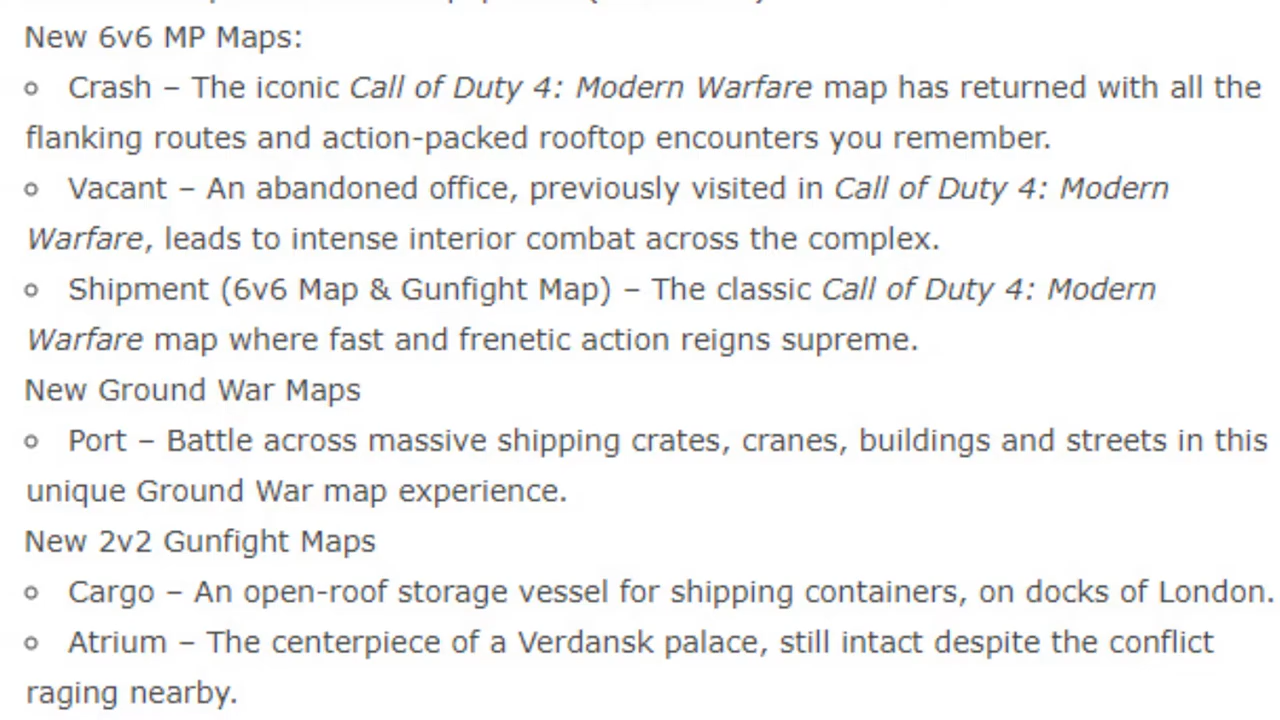 New 6v6 MP Maps:
○ Crash – The iconic Call of Duty 4: Modern Warfare map has returned with all the
flanking routes and action-packed rooftop encounters you remember.
○ Vacant – An abandoned office, previously visited in Call of Duty 4: Modern
Warfare, leads to intense interior combat across the complex.
○ Shipment (6v6 Map & Gunfight Map) – The classic Call of Duty 4: Modern
Warfare map where fast and frenetic action reigns supreme.
New Ground War Maps
○ Port – Battle across massive shipping crates, cranes, buildings and streets in this
unique Ground War map experience.
New 2v2 Gunfight Maps
○ Cargo – An open-roof storage vessel for shipping containers, on docks of London.
○ Atrium – The centerpiece of a Verdansk palace, still intact despite the conflict
raging nearby.